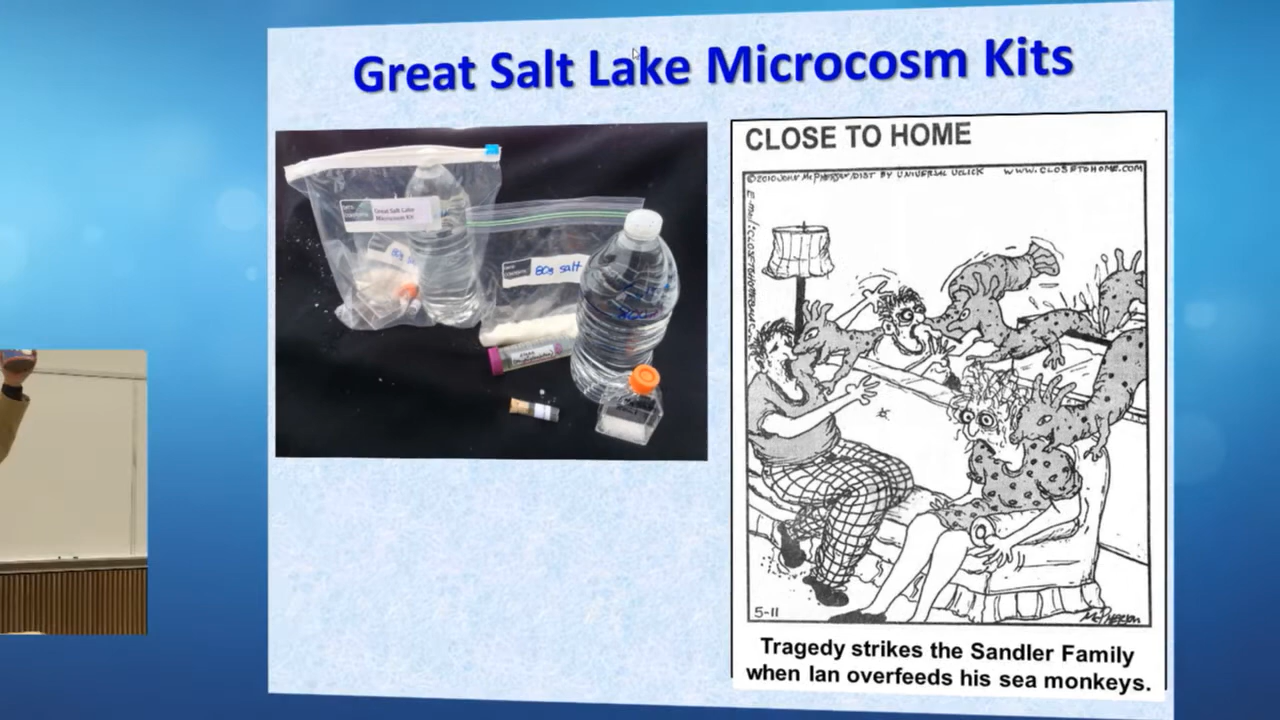 Great Salt Lake Microcosm Kits
CLOSE TO HOME
©2010 JOHN McPHERSON/DIST BY UNIVERSAL UCLICK WWW.CLOSETOHOME.COM
Great Salt Lake
Microcosm Kit
80g salt
5-11
McPHERSON
Tragedy strikes the Sandler Family
when Ian overfeeds his sea monkeys.